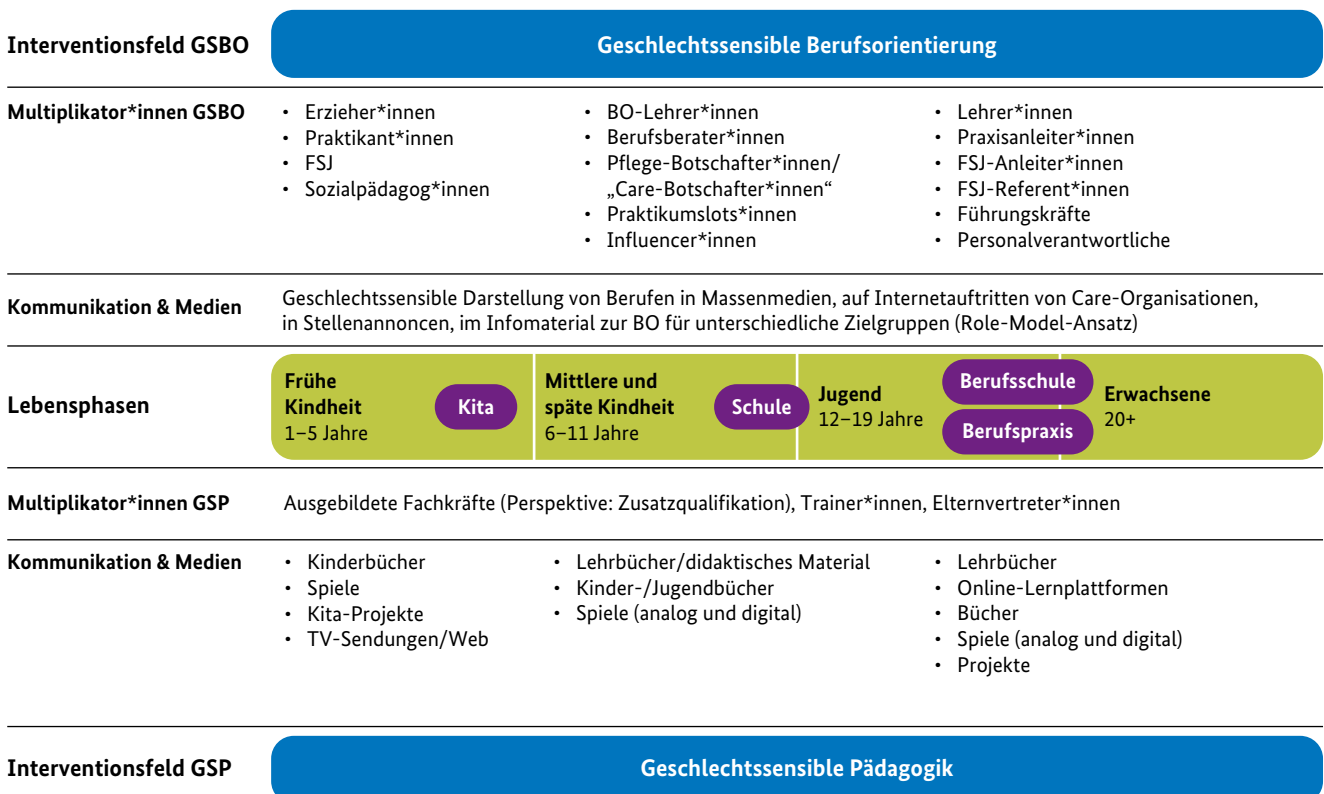 Interventionsfeld GSBO
Geschlechtssensible Berufsorientierung
Multiplikator*innen GSBO
• Erzieher*innen
• Praktikant*innen
• FSJ
• Sozialpädagog*innen
• BO-Lehrer*innen
• Berufsberater*innen
• Pflege-Botschafter*innen/
„Care-Botschafter*innen“
• Praktikumslots*innen
• Influencer*innen
• Lehrer*innen
• Praxisanleiter*innen
• FSJ-Anleiter*innen
• FSJ-Referent*innen
• Führungskräfte
• Personalverantwortliche
Kommunikation & Medien
Geschlechtssensible Darstellung von Berufen in Massenmedien, auf Internetauftritten von Care-Organisationen,
in Stellenannoncen, im Infomaterial zur BO für unterschiedliche Zielgruppen (Role-Model-Ansatz)
Lebensphasen
Frühe
Kindheit
1–5 Jahre
Kita
Mittlere und
späte Kindheit
6–11 Jahre
Schule
Jugend
12–19 Jahre
Berufsschule
Berufspraxis
Erwachsene
20+
Multiplikator*innen GSP
Ausgebildete Fachkräfte (Perspektive: Zusatzqualifikation), Trainer*innen, Elternvertreter*innen
Kommunikation & Medien
• Kinderbücher
• Spiele
• Kita-Projekte
• TV-Sendungen/Web
• Lehrbücher/didaktisches Material
• Kinder-/Jugendbücher
• Spiele (analog und digital)
• Lehrbücher
• Online-Lernplattformen
• Bücher
• Spiele (analog und digital)
• Projekte
Interventionsfeld GSP
Geschlechtssensible Pädagogik